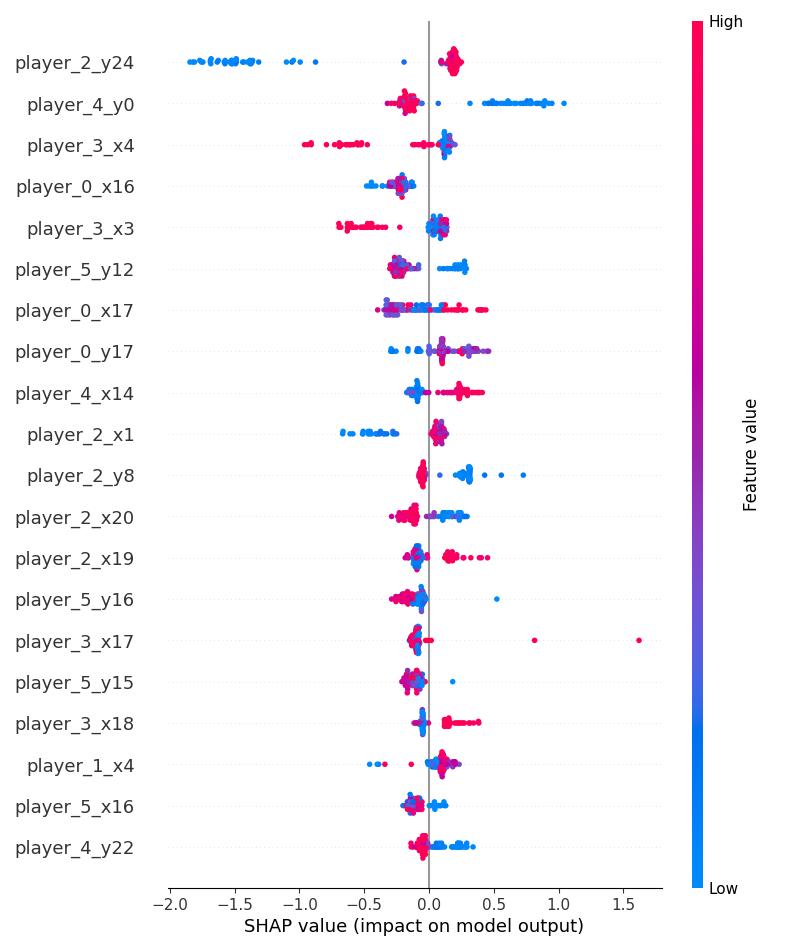 High
player_2_y24
player_4_y0
player_3_x4
player_0_x16
player_3_x3
player_5_y12
player_0_x17
player_0_y17
player_4_x14
player_2_x1
player_2_y8
player_2_x20
player_2_x19
player_5_y16
player_3_x17
player_5_y15
player_3_x18
player_1_x4
player_5_x16
player_4_y22
Feature value
Low
−2.0 −1.5 −1.0 −0.5 0.0 0.5 1.0 1.5
SHAP value (impact on model output)